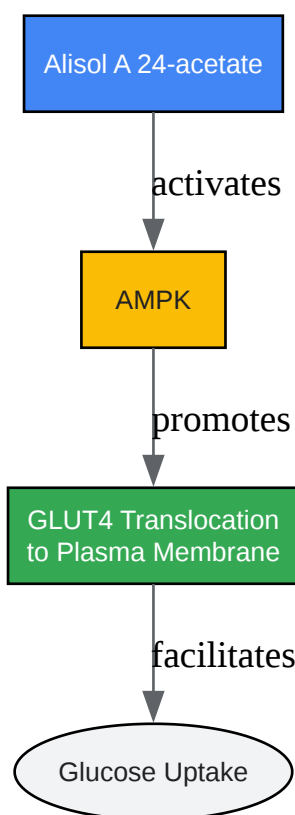 Alisol A 24-acetate
activates
AMPK
promotes
GLUT4 Translocation
to Plasma Membrane
facilitates
Glucose Uptake